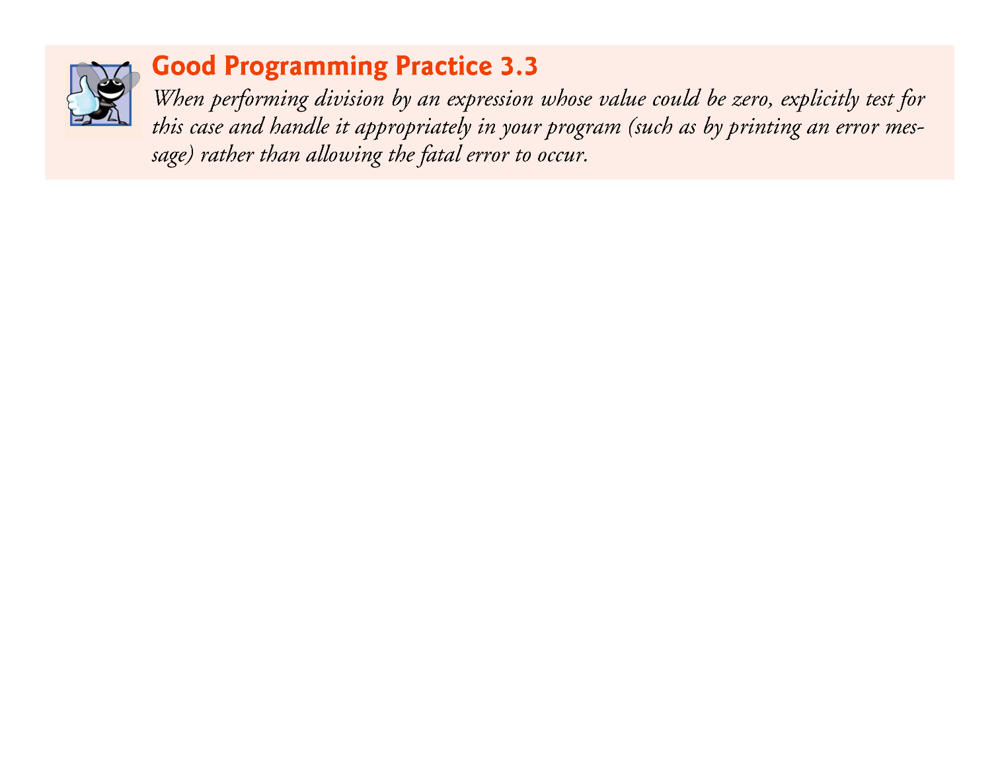 Good Programming Practice 3.3
When performing division by an expression whose value could be zero, explicitly test for
this case and handle it appropriately in your program (such as by printing an error mes-
sage) rather than allowing the fatal error to occur.